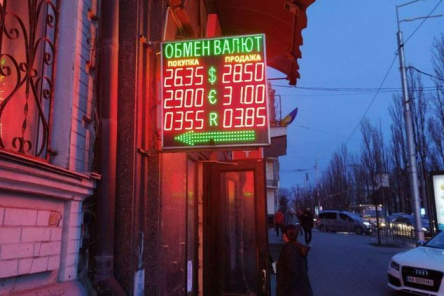 ОБМЕН ВАЛЮТ
ПОКУПКА ПРОДАЖА
2635 $ 2850
2900 € 3100
0355 R 0385